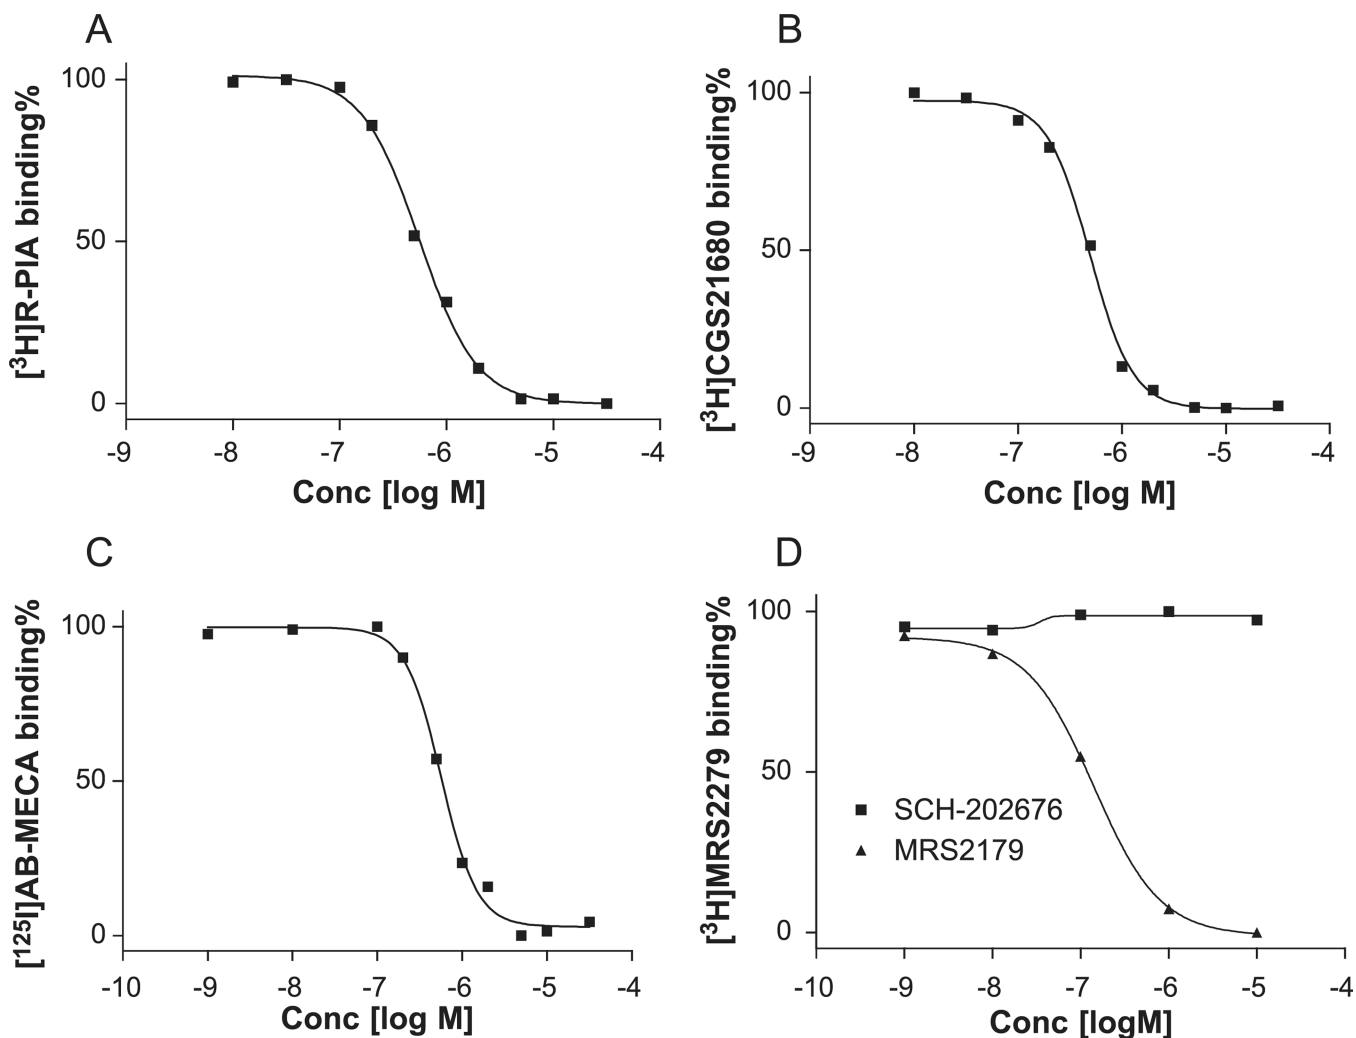 A
[³H]R-PIA binding%
100
50
0
-9 -8 -7 -6 -5 -4
Conc [log M]
B
[³H]CGS21680 binding%
100
50
0
-9 -8 -7 -6 -5 -4
Conc [log M]
C
[¹²⁵I]AB-MECA binding%
100
50
0
-10 -9 -8 -7 -6 -5 -4
Conc [log M]
D
[³H]MRS2279 binding%
100
50
0
SCH-202676
MRS2179
-10 -9 -8 -7 -6 -5 -4
Conc [logM]